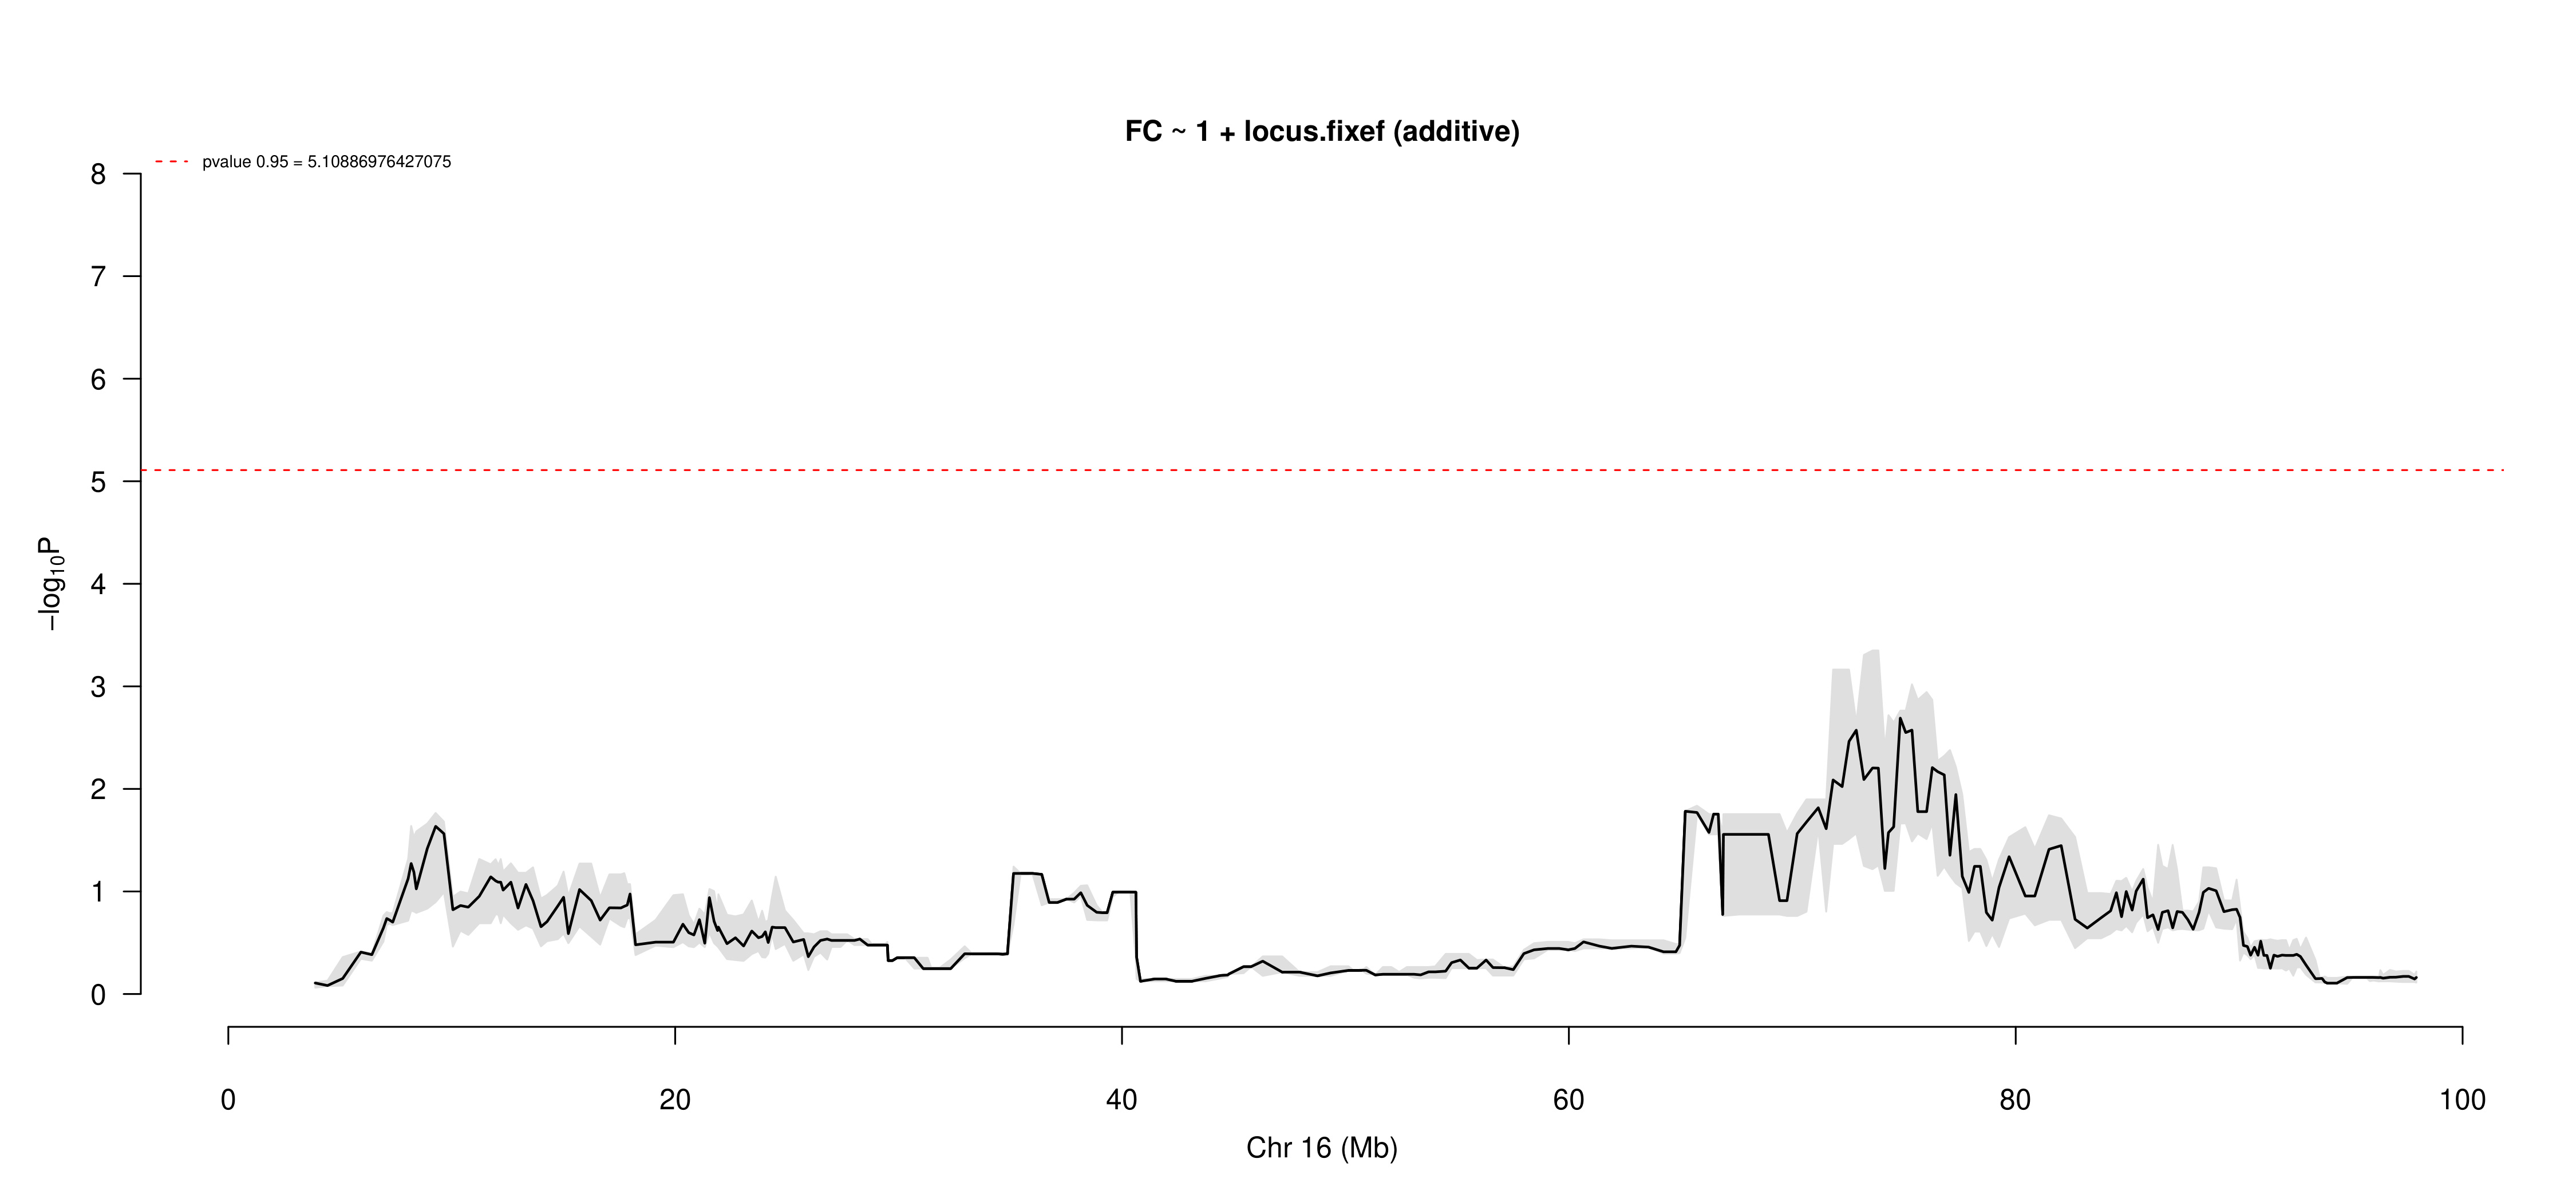 FC ~ 1 + locus.fixef (additive)
pvalue 0.95 = 5.10886976427075
8
7
6
5
4
3
2
1
0
−log10P
0 20 40 60 80 100
Chr 16 (Mb)